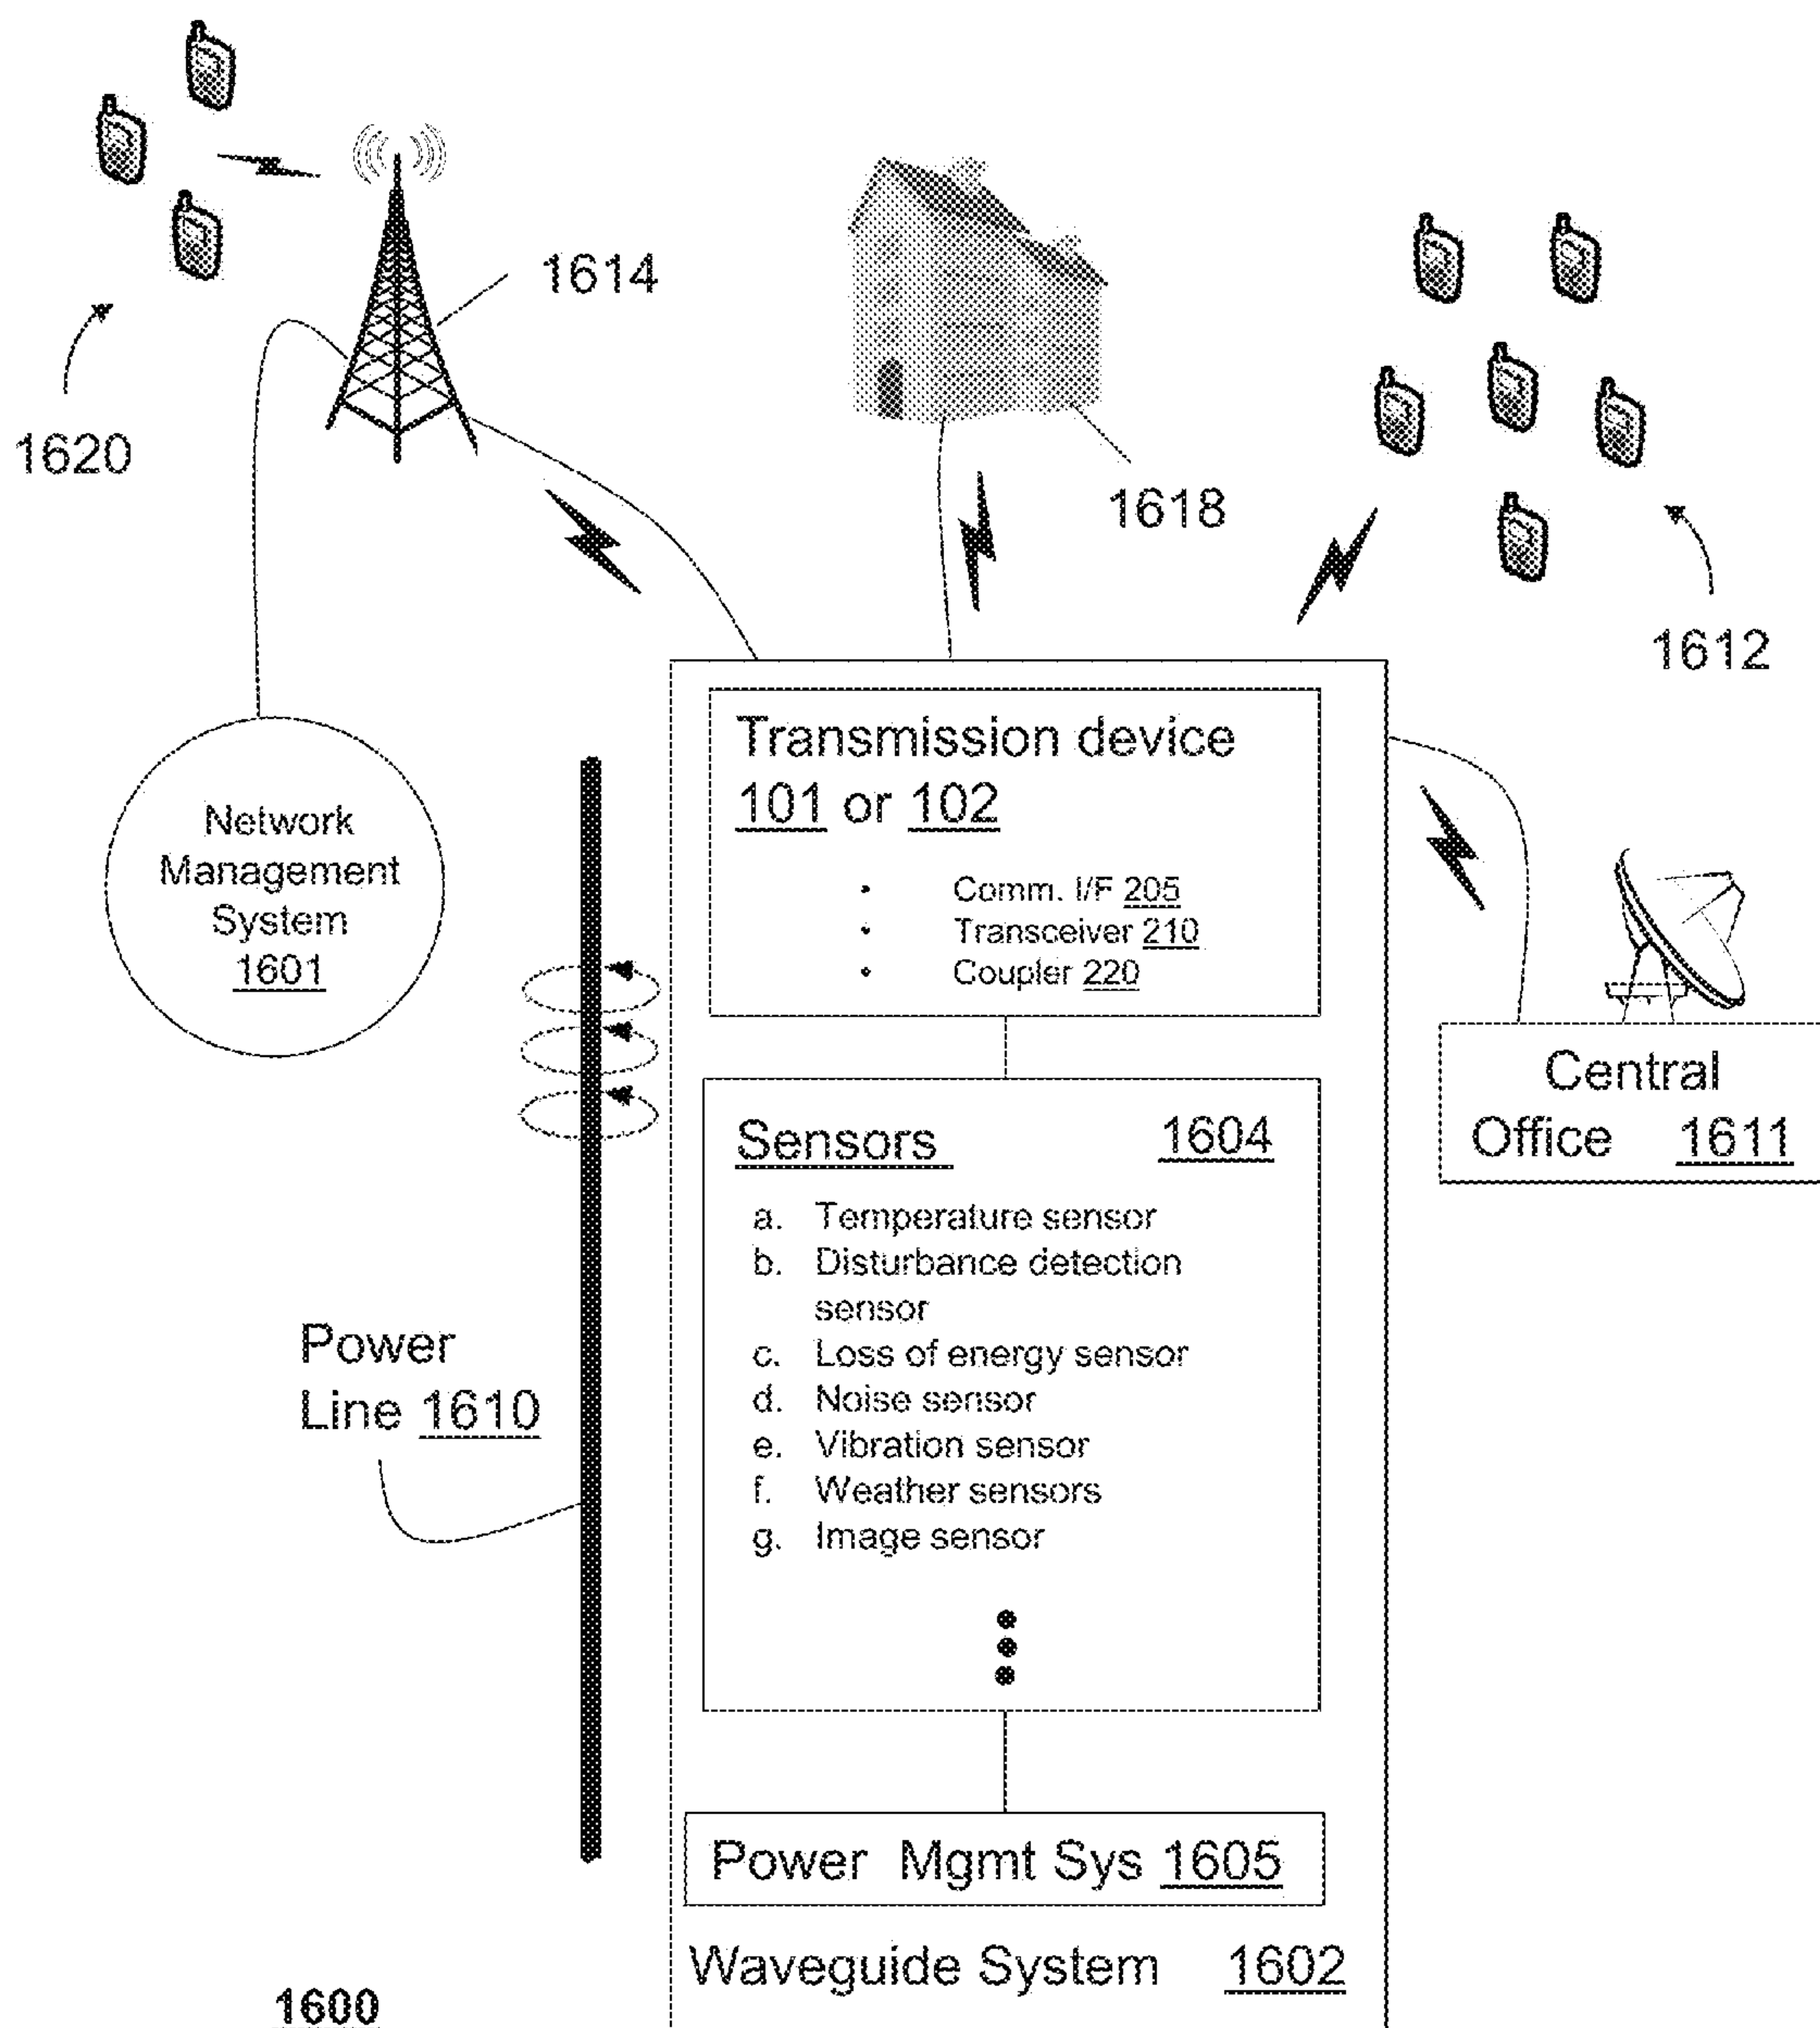 1614
1620
1618
1612
Network
Management
System
1601
Transmission device
101 or 102
• Comm. I/F 205
• Transceiver 210
• Coupler 220
Central
Office 1611
Sensors 1604
a. Temperature sensor
b. Disturbance detection
sensor
c. Loss of energy sensor
d. Noise sensor
e. Vibration sensor
f. Weather sensors
g. Image sensor
Power
Line 1610
Power Mgmt Sys 1605
Waveguide System 1602
1600